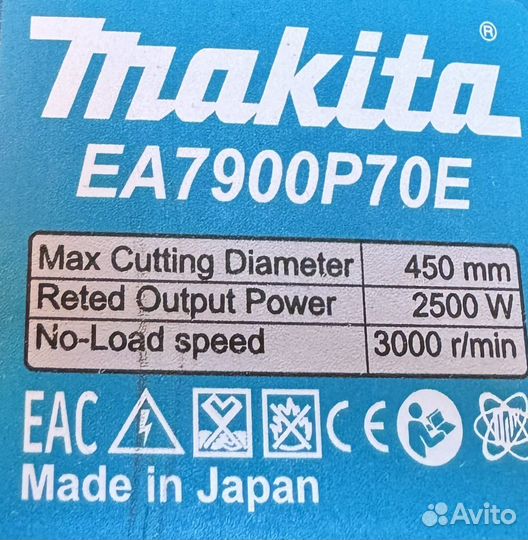 makita ®
EA7900P70E
Max Cutting Diameter 450 mm
Reted Output Power 2500 W
No-Load speed 3000 r/min
EAC CE
Made in Japan
Avito